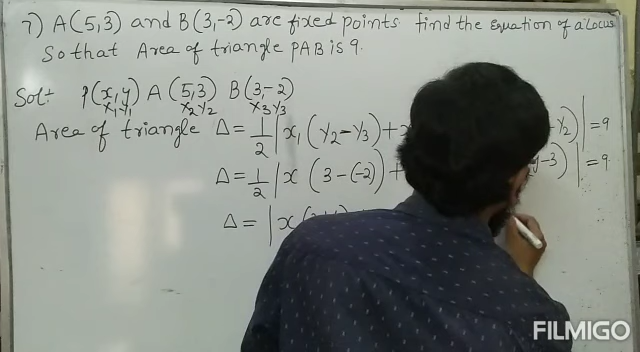 7) A(5,3) and B(3,-2) are fixed points find the Equation of a locus
So that Area of triangle PAB is 9.
Sol: P(x,y) A(5,3) B(3,-2)
x₁y₁ x₂y₂ x₃y₃
Area of triangle Δ = 1/2 | x₁(y₂-y₃)+ y₂)| = 9
Δ = 1/2 | x (3-(-2)) + y-3)| = 9
Δ = | x
FILMIGO